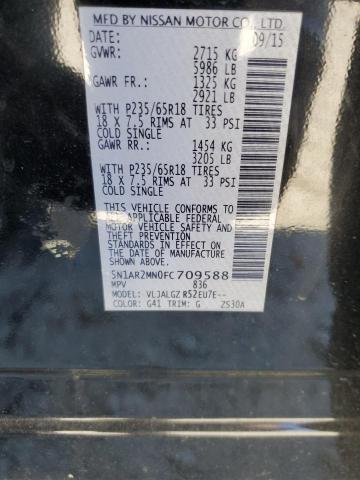 MFD BY NISSAN MOTOR CO., LTD.
DATE: 09/15
GVWR: 2715 KG
5986 LB
GAWR FR.: 1325 KG
2921 LB
WITH P235/65R18 TIRES
18 X 7.5 RIMS AT 33 PSI
COLD SINGLE
GAWR RR.: 1454 KG
3205 LB
WITH P235/65R18 TIRES
18 X 7.5 RIMS AT 33 PSI
COLD SINGLE
THIS VEHICLE CONFORMS TO
ALL APPLICABLE FEDERAL
MOTOR VEHICLE SAFETY
STANDARDS IN EFFECT ON THE
DATE OF MANUFACTURE
SHOWN ABOVE.
5N1AR2MN0FC709588
MPV 836
MODEL: VLJALGZ R52EU7E--
COLOR: G41 TRIM: G ZS30A